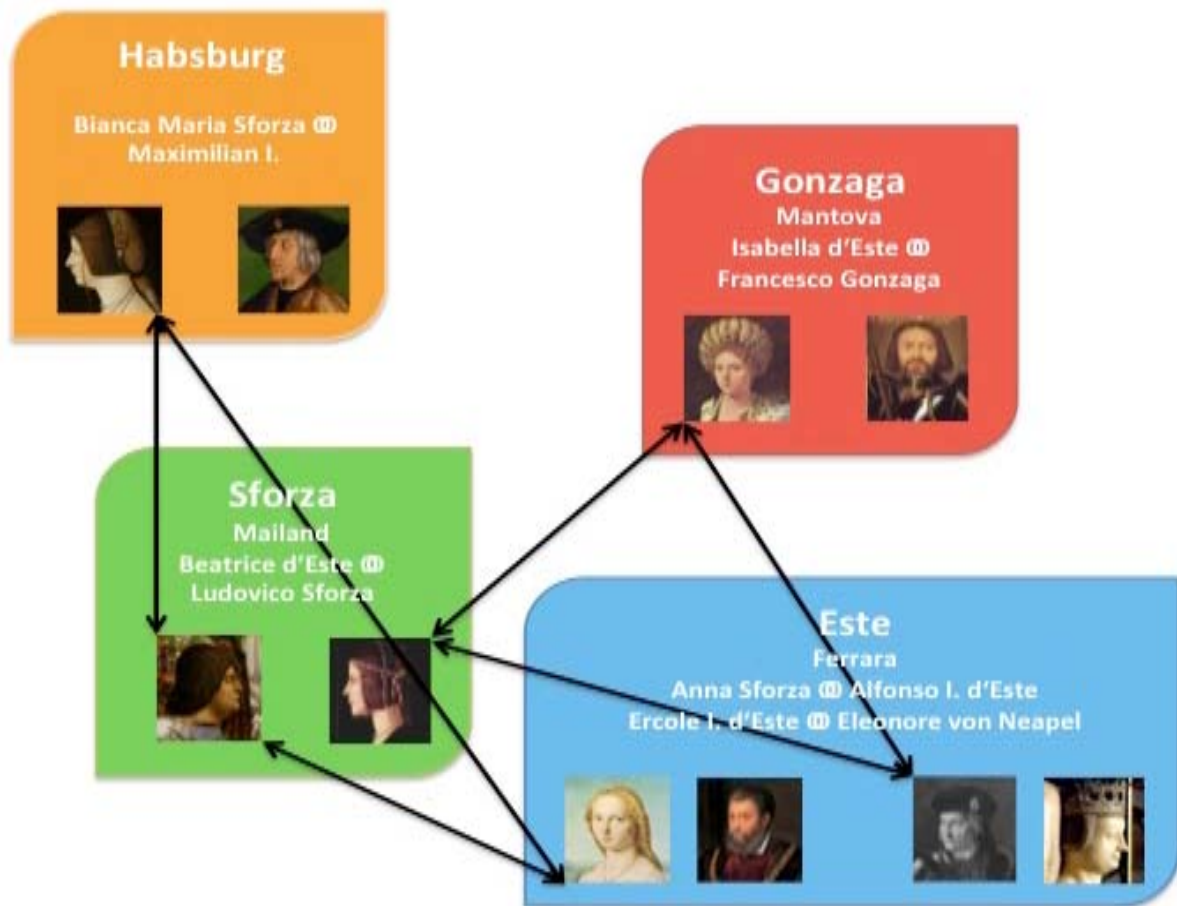 Habsburg
Bianca Maria Sforza ⚭
Maximilian I.
Gonzaga
Mantova
Isabella d’Este ⚭
Francesco Gonzaga
Sforza
Mailand
Beatrice d’Este ⚭
Ludovico Sforza
Este
Ferrara
Anna Sforza ⚭ Alfonso I. d’Este
Ercole I. d’Este ⚭ Eleonore von Neapel